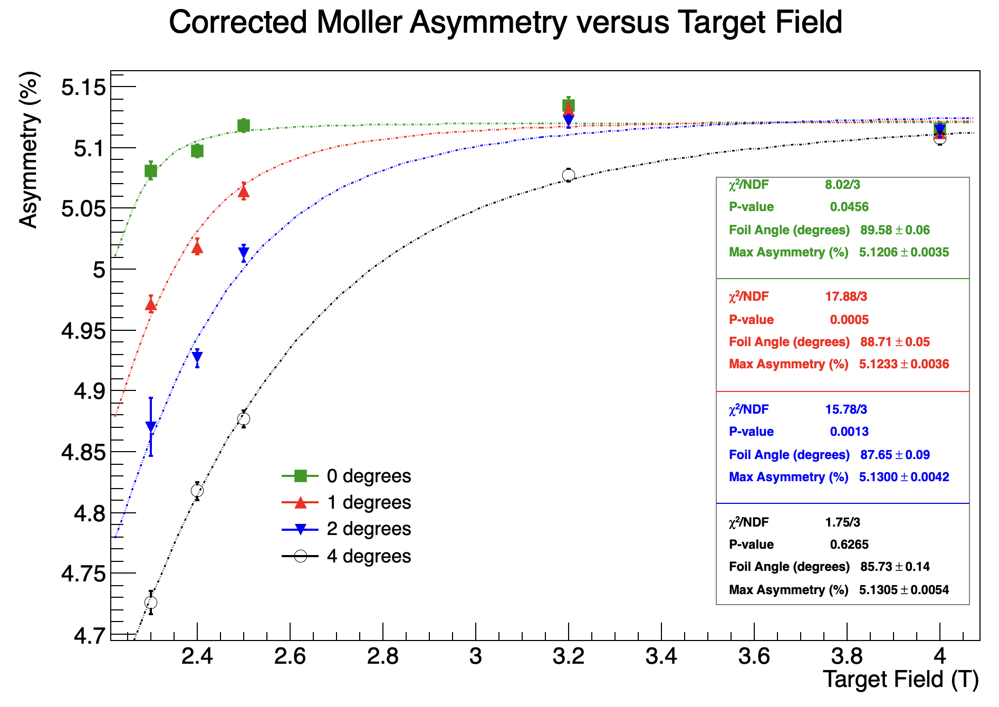 Corrected Moller Asymmetry versus Target Field
Asymmetry (%)
5.15
5.1
5.05
5
4.95
4.9
4.85
4.8
4.75
4.7
χ²/NDF 8.02/3
P-value 0.0456
Foil Angle (degrees) 89.58 ± 0.06
Max Asymmetry (%) 5.1206 ± 0.0035
χ²/NDF 17.88/3
P-value 0.0005
Foil Angle (degrees) 88.71 ± 0.05
Max Asymmetry (%) 5.1233 ± 0.0036
χ²/NDF 15.78/3
P-value 0.0013
Foil Angle (degrees) 87.65 ± 0.09
Max Asymmetry (%) 5.1300 ± 0.0042
χ²/NDF 1.75/3
P-value 0.6265
Foil Angle (degrees) 85.73 ± 0.14
Max Asymmetry (%) 5.1305 ± 0.0054
0 degrees
1 degrees
2 degrees
4 degrees
2.4 2.6 2.8 3 3.2 3.4 3.6 3.8 4
Target Field (T)